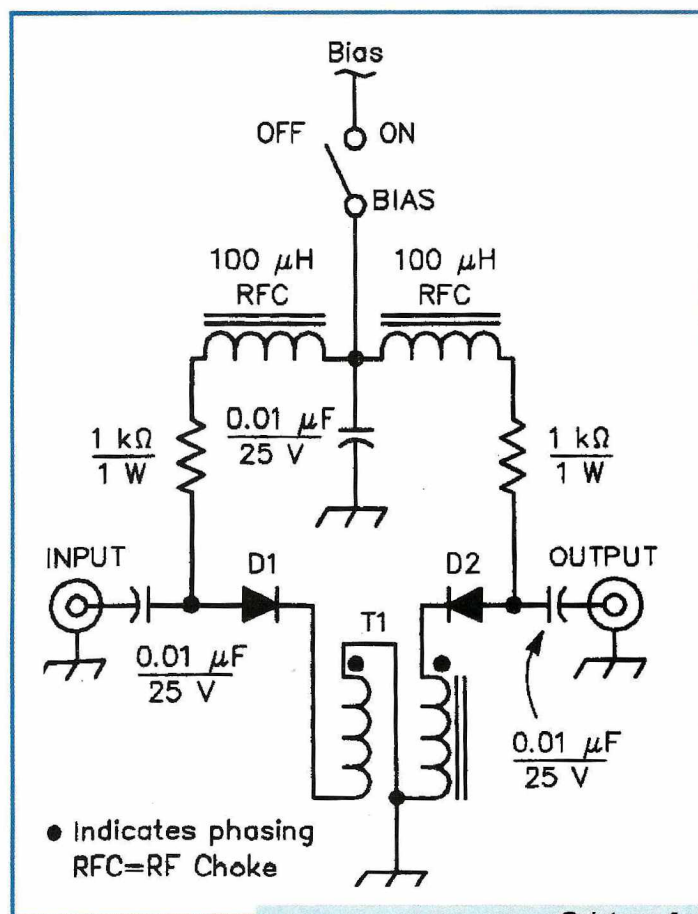 Bias
OFF ON
BIAS
100 μH
RFC
100 μH
RFC
0.01 μF
25 V
1 kΩ
1 W
1 kΩ
1 W
INPUT
D1
D2
OUTPUT
T1
0.01 μF
25 V
0.01 μF
25 V
● Indicates phasing
RFC=RF Choke